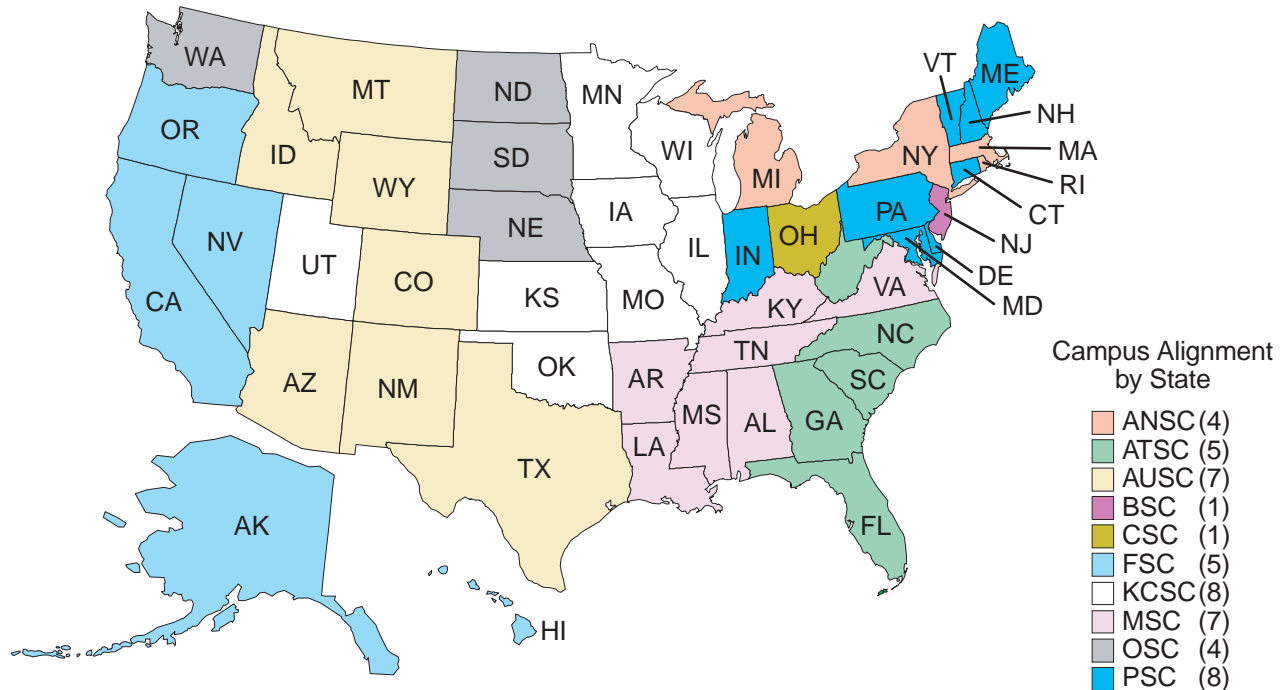 WA
MT
ND
MN
VT
ME
OR
ID
SD
WI
NH
MA
NY
WY
MI
RI
CT
IA
NE
PA
NV
UT
CO
IL
IN
OH
NJ
DE
MD
CA
KS
MO
KY
VA
NC
TN
AZ
NM
OK
AR
SC
MS
AL
GA
LA
TX
FL
AK
HI
Campus Alignment
by State
ANSC (4)
ATSC (5)
AUSC (7)
BSC (1)
CSC (1)
FSC (5)
KCSC (8)
MSC (7)
OSC (4)
PSC (8)